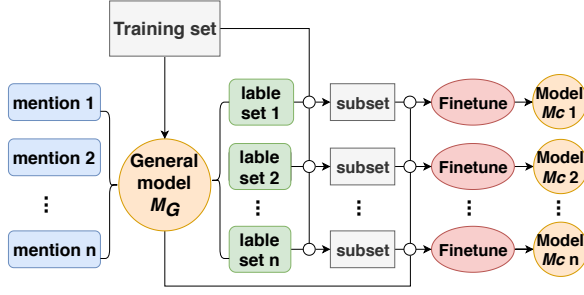 Training set
mention 1
mention 2
mention n
General
model
MG
lable
set 1
lable
set 2
lable
set n
subset
subset
subset
Finetune
Finetune
Finetune
Model
Mc 1
Model
Mc 2
Model
Mc n